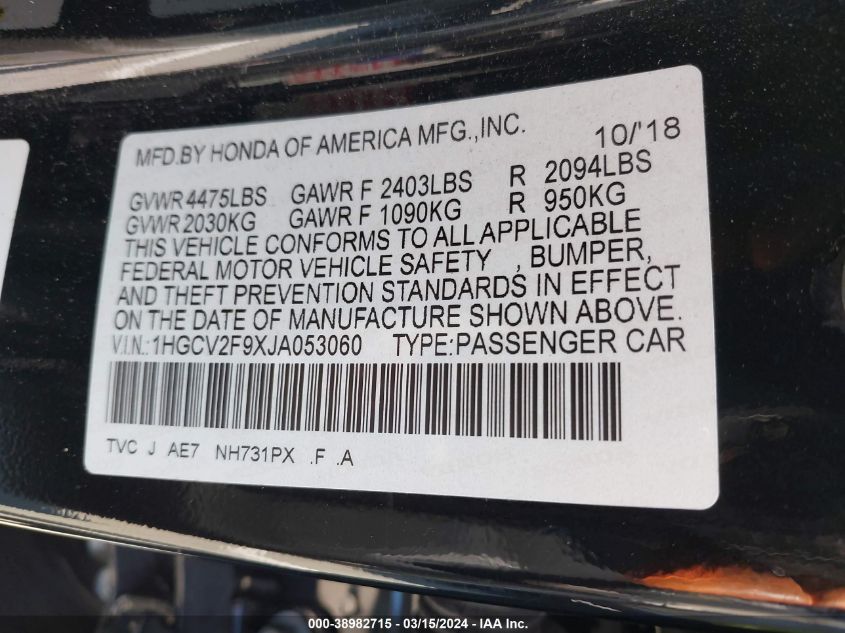 MFD.BY HONDA OF AMERICA MFG.,INC. 10/'18
GVWR 4475LBS GAWR F 2403LBS R 2094LBS
GVWR 2030KG GAWR F 1090KG R 950KG
THIS VEHICLE CONFORMS TO ALL APPLICABLE
FEDERAL MOTOR VEHICLE SAFETY , BUMPER,
AND THEFT PREVENTION STANDARDS IN EFFECT
ON THE DATE OF MANUFACTURE SHOWN ABOVE.
V.I.N.:1HGCV2F9XJA053060 TYPE:PASSENGER CAR
TVC J AE7 NH731PX .F .A
000-38982715 - 03/15/2024 - IAA Inc.